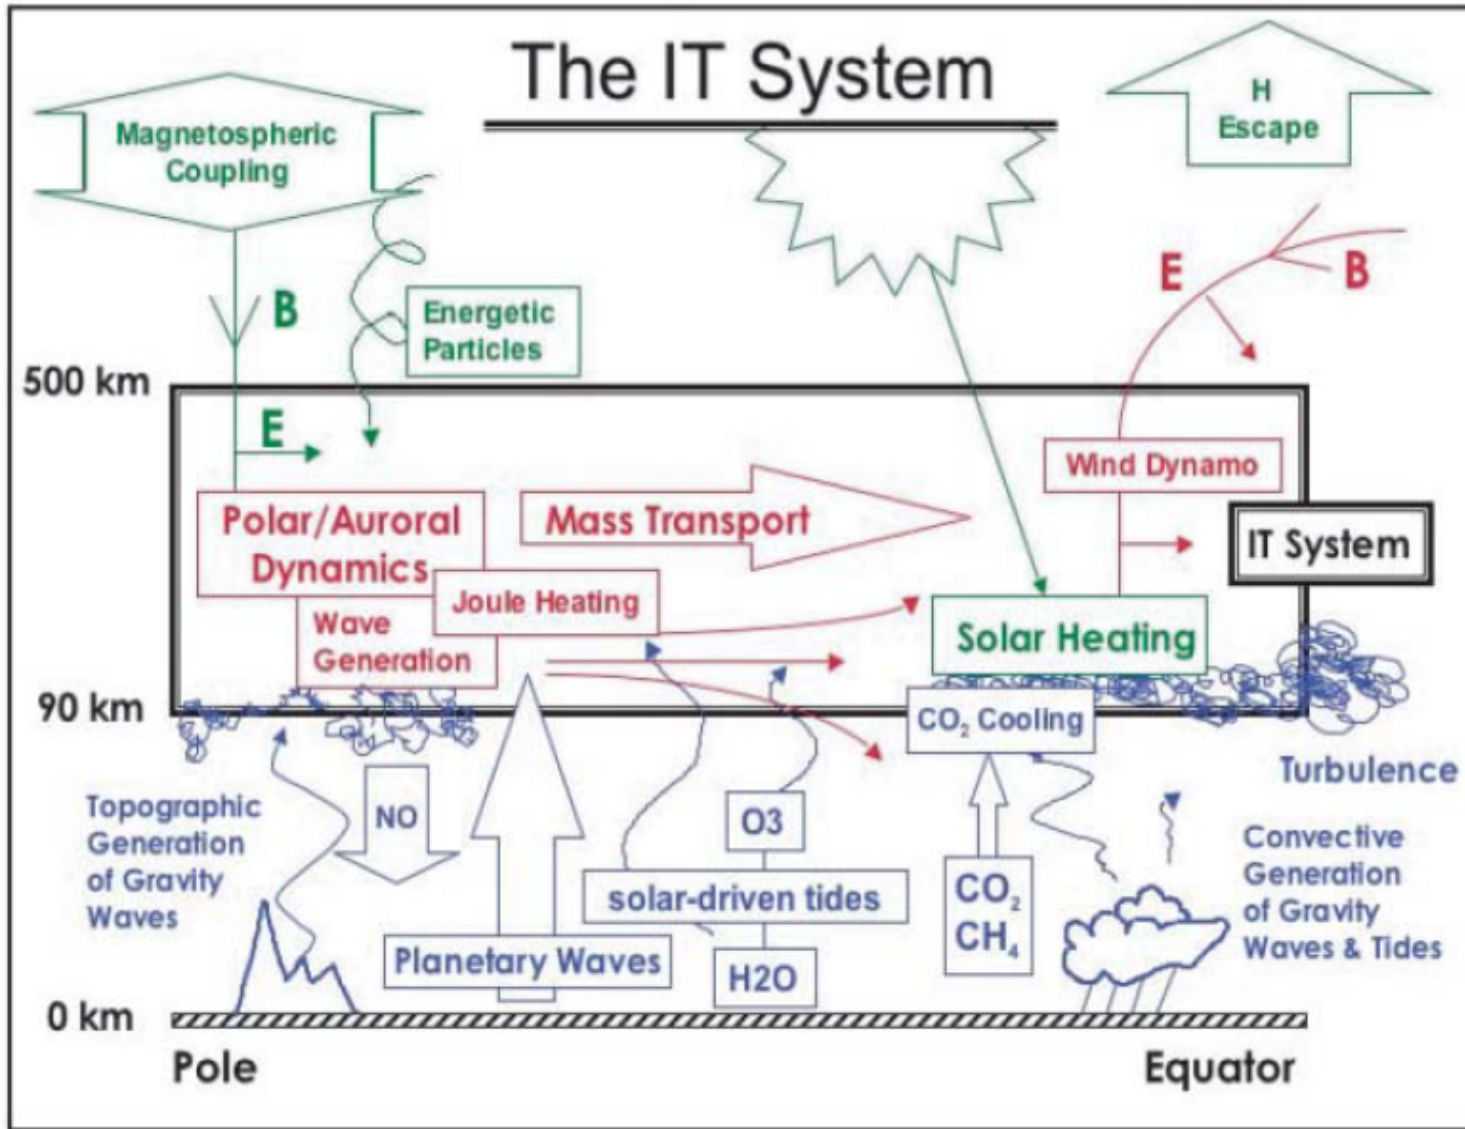 The IT System
Magnetospheric
Coupling
H
Escape
B
Energetic
Particles
E
B
500 km
E
Wind Dynamo
Polar/Auroral
Dynamics
Mass Transport
IT System
Joule Heating
Wave
Generation
Solar Heating
90 km
CO₂ Cooling
Turbulence
Topographic
Generation
of Gravity
Waves
NO
O3
Convective
Generation
of Gravity
Waves & Tides
solar-driven tides
CO₂
CH₄
Planetary Waves
H2O
0 km
Pole
Equator